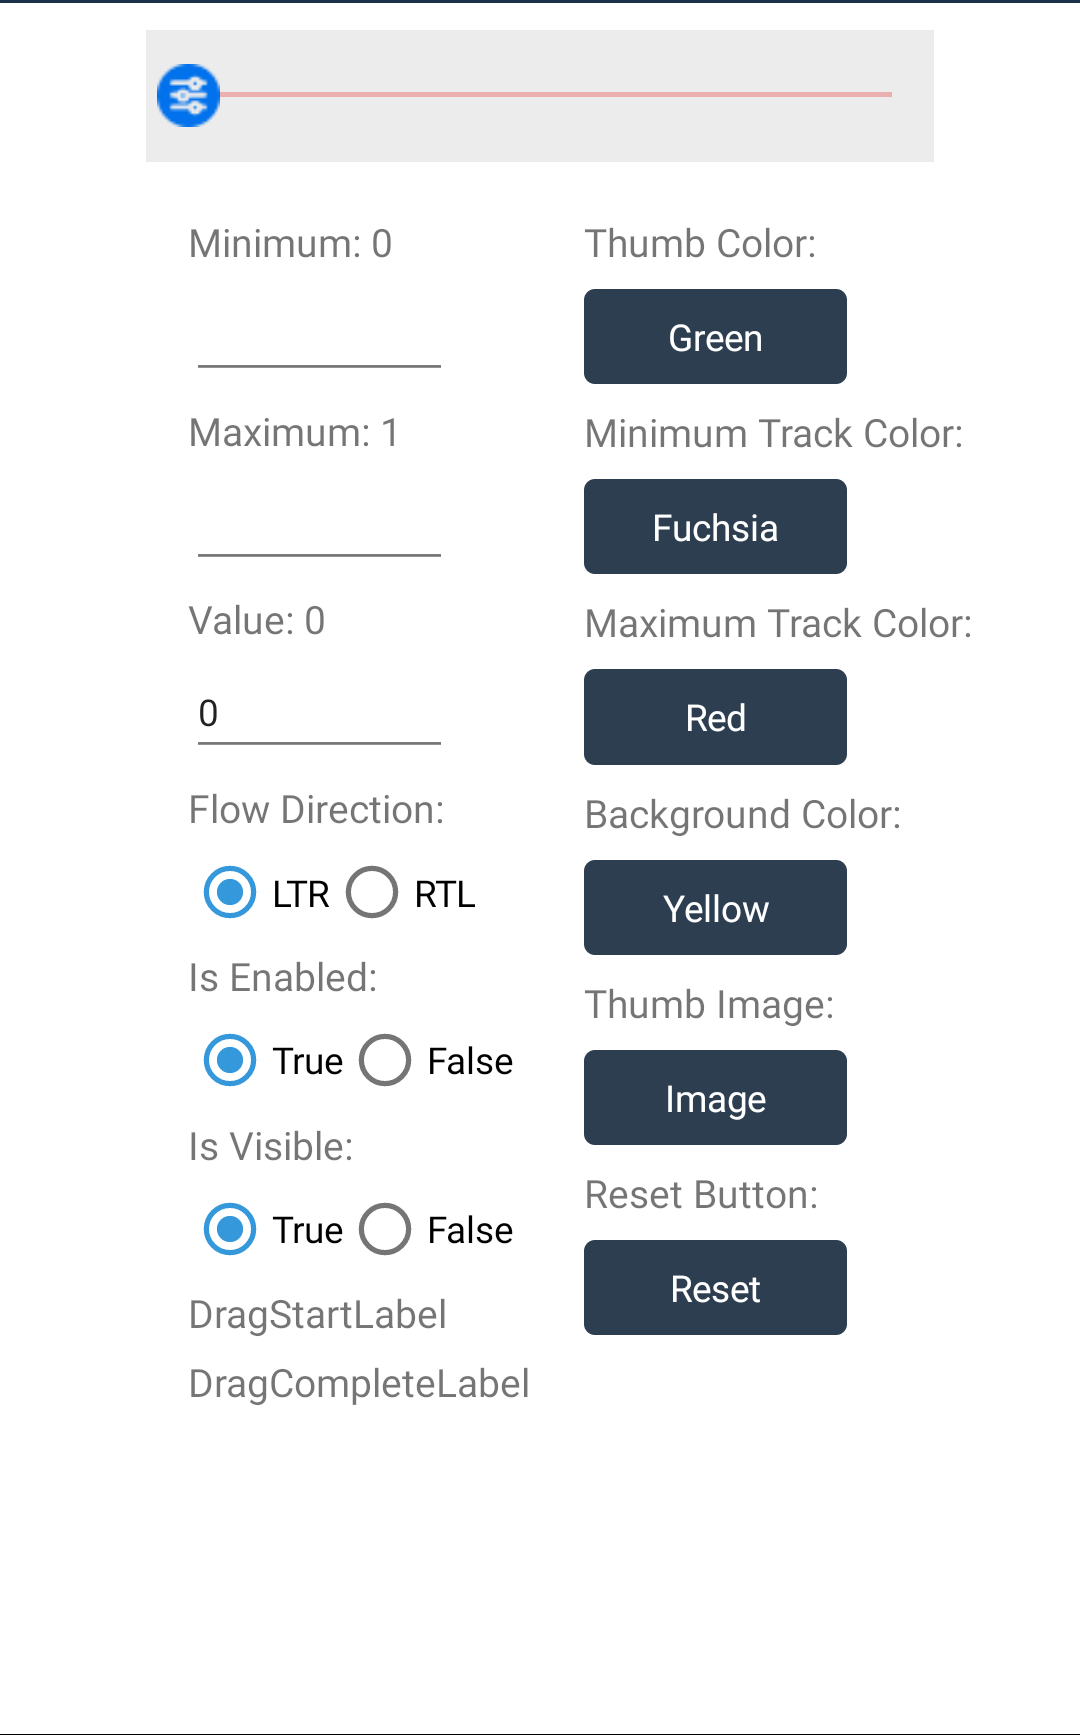 Minimum: 0
Maximum: 1
Value: 0
0
Flow Direction:
LTR RTL
Is Enabled:
True False
Is Visible:
True False
DragStartLabel
DragCompleteLabel
Thumb Color:
Green
Minimum Track Color:
Fuchsia
Maximum Track Color:
Red
Background Color:
Yellow
Thumb Image:
Image
Reset Button:
Reset